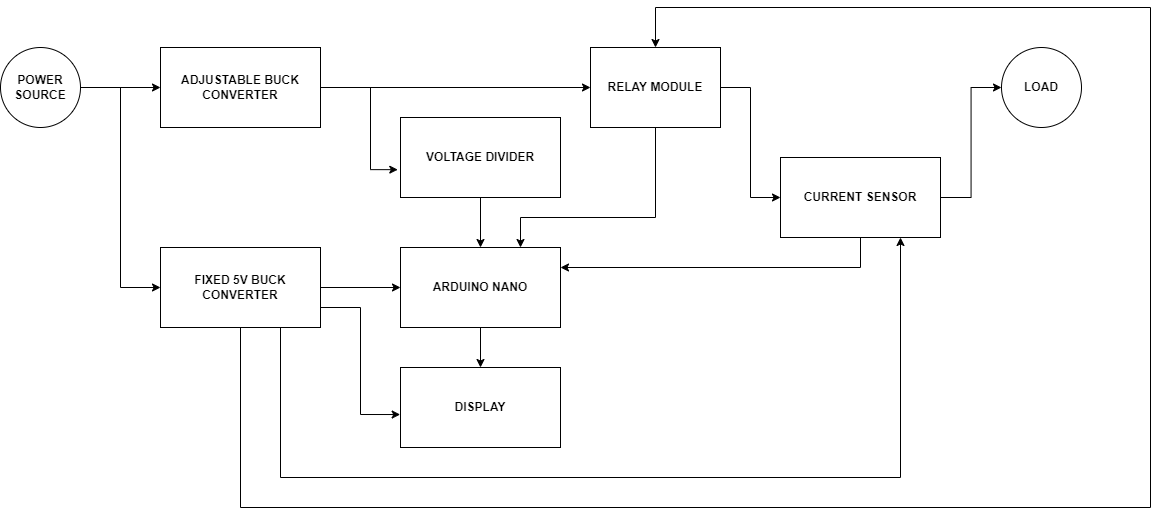 POWER
SOURCE
ADJUSTABLE BUCK
CONVERTER
RELAY MODULE
LOAD
VOLTAGE DIVIDER
CURRENT SENSOR
FIXED 5V BUCK
CONVERTER
ARDUINO NANO
DISPLAY